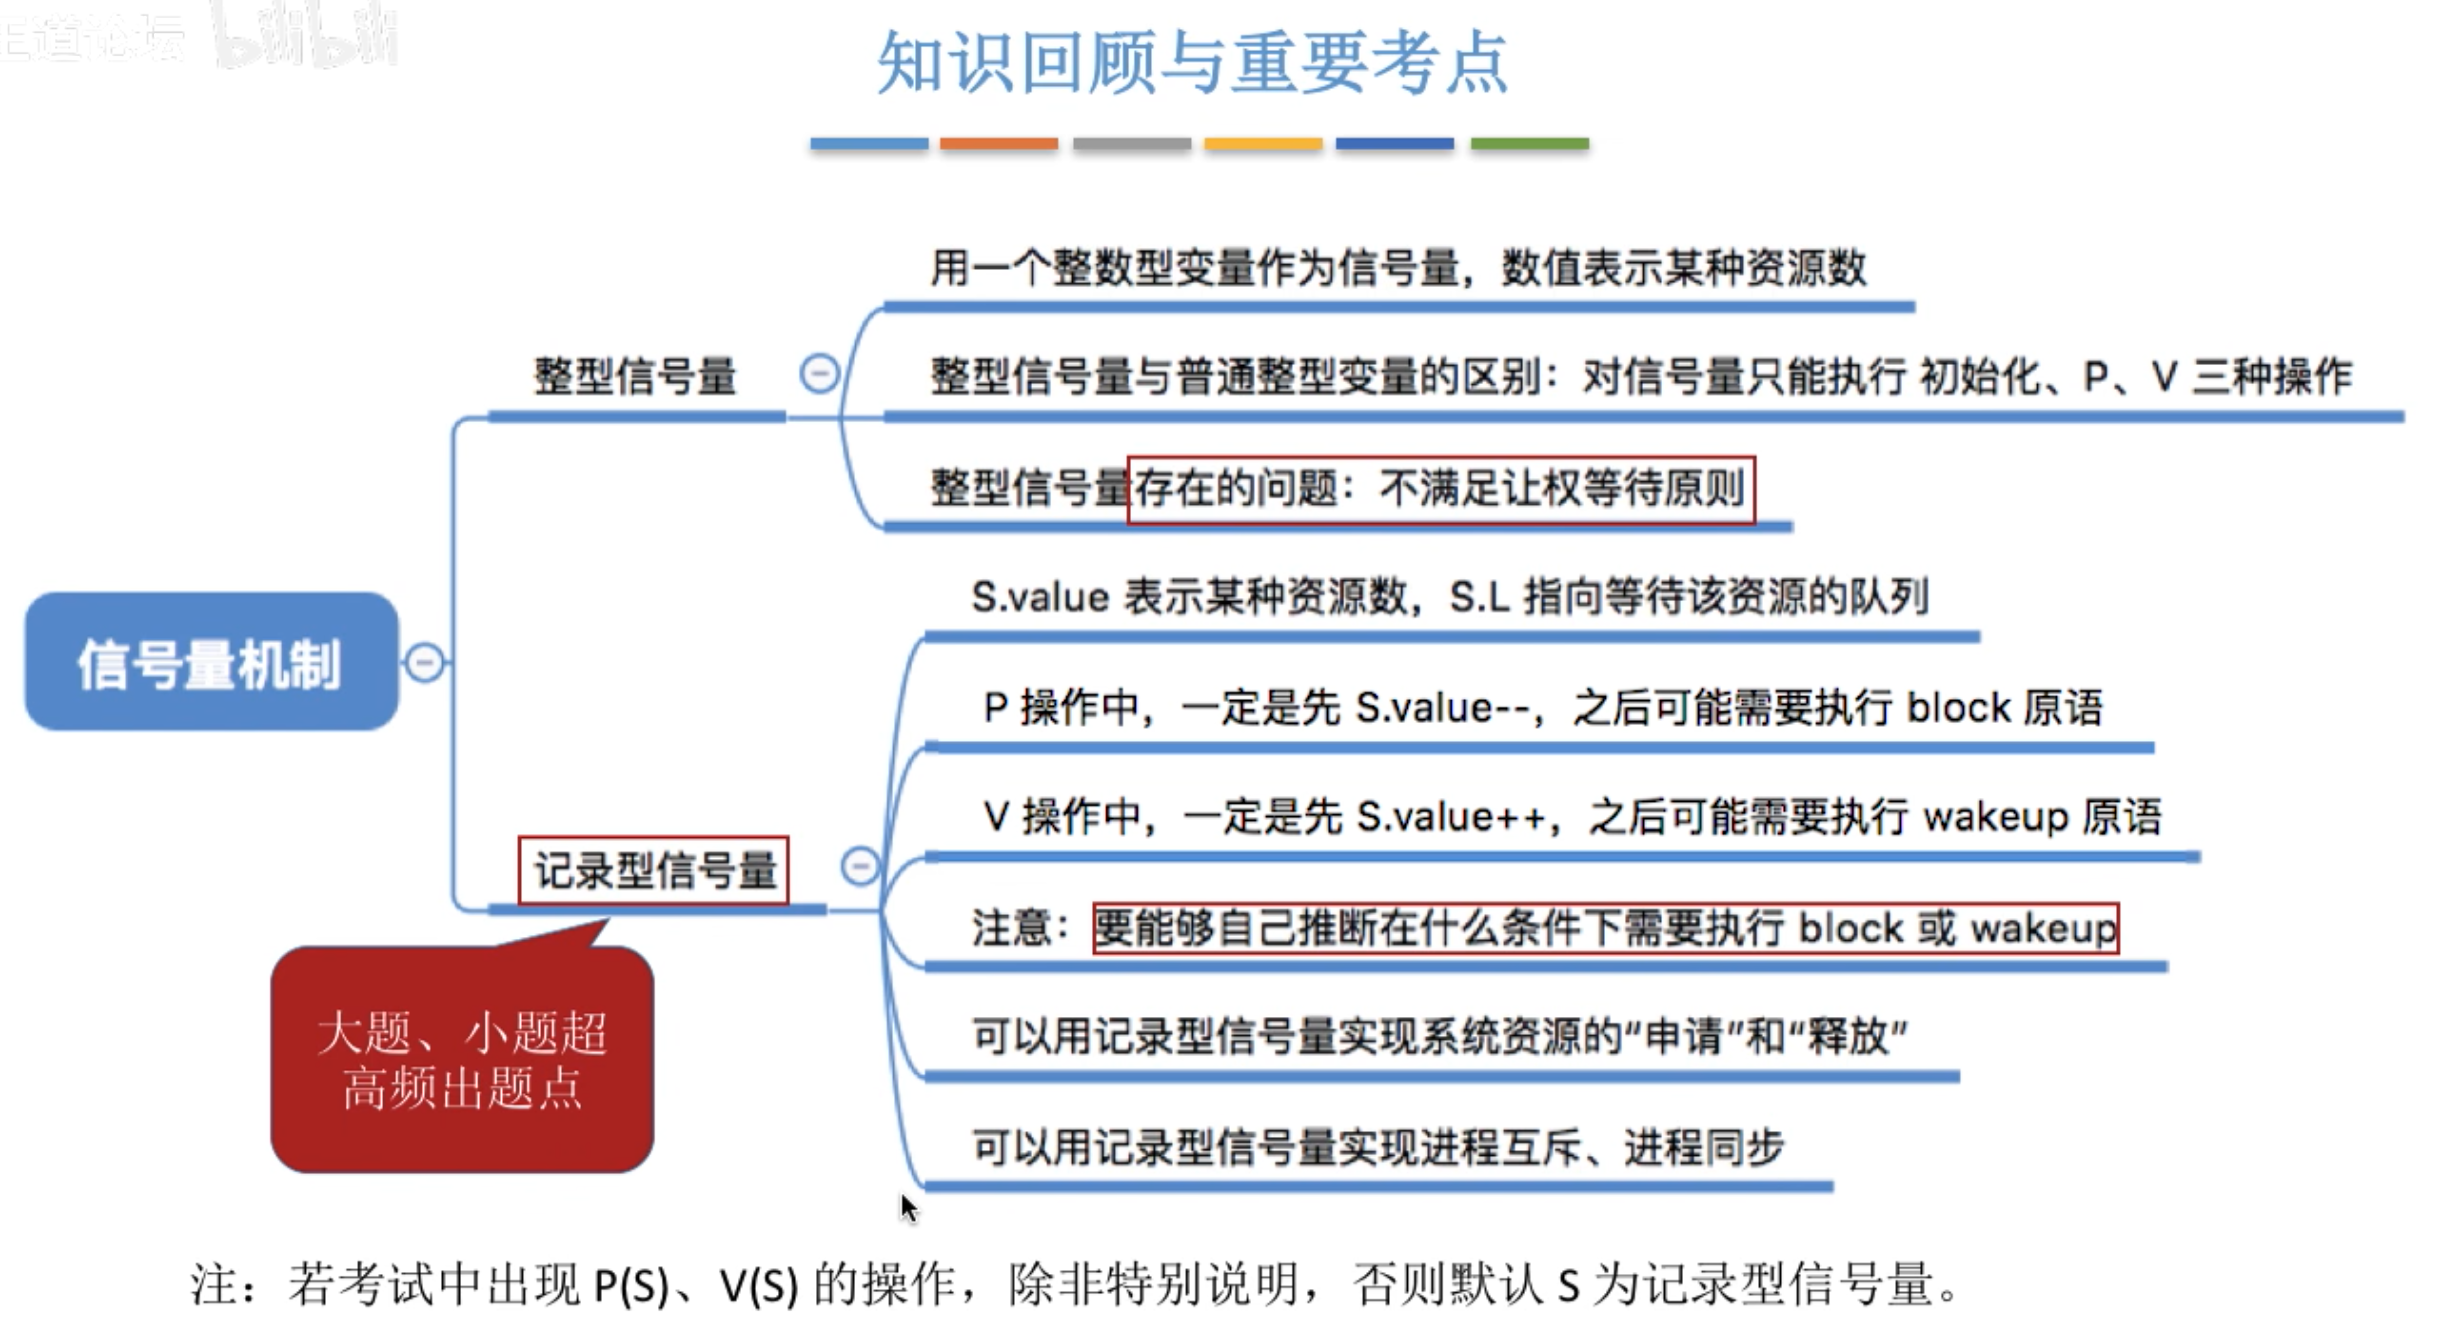 王道论坛 bilibili
知识回顾与重要考点
用一个整数型变量作为信号量，数值表示某种资源数
整型信号量
整型信号量与普通整型变量的区别：对信号量只能执行 初始化、P、V 三种操作
整型信号量存在的问题：不满足让权等待原则
信号量机制
S.value 表示某种资源数，S.L 指向等待该资源的队列
P 操作中，一定是先 S.value--，之后可能需要执行 block 原语
V 操作中，一定是先 S.value++，之后可能需要执行 wakeup 原语
记录型信号量
注意：要能够自己推断在什么条件下需要执行 block 或 wakeup
可以用记录型信号量实现系统资源的“申请”和“释放”
可以用记录型信号量实现进程互斥、进程同步
大题、小题超
高频出题点
注：若考试中出现 P(S)、V(S) 的操作，除非特别说明，否则默认 S 为记录型信号量。